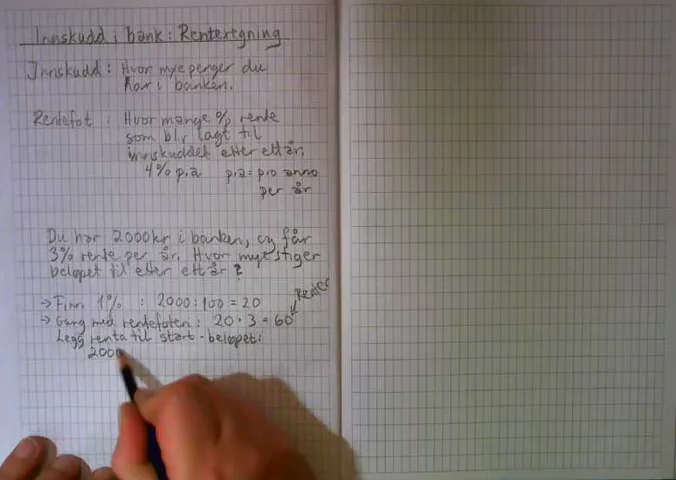 Innskudd i bank: Renteregning
Innskudd: Hvor mye penger du
har i banken.
Rentefot: Hvor mange % rente
som blir lagt til
innskuddet etter ett år.
4% p.a p.a = pro anno
per år
Du har 2000kr i banken, og får
3% rente per år. Hvor mye stiger
beløpet til etter ett år?
→ Finn 1% : 2000:100 = 20
Renter
→ Gang med rentefoten: 20 · 3 = 60
Legg renta til start-beløpet:
2000